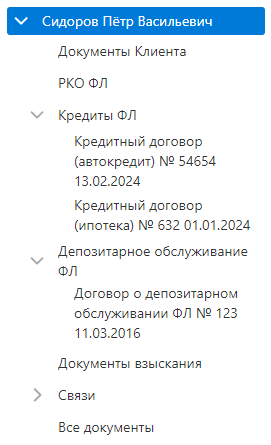 Сидоров Пётр Васильевич
Документы Клиента
РКО ФЛ
Кредиты ФЛ
Кредитный договор
(автокредит) № 54654
13.02.2024
Кредитный договор
(ипотека) № 632 01.01.2024
Депозитарное обслуживание
ФЛ
Договор о депозитарном
обслуживании ФЛ № 123
11.03.2016
Документы взыскания
Связи
Все документы